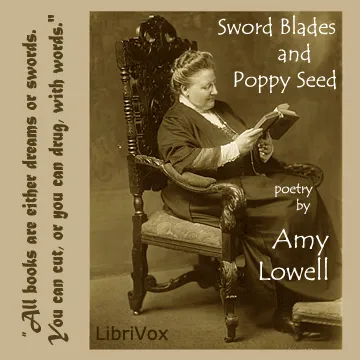 "All books are either dreams or swords.
You can cut, or you can drug, with words."
Sword Blades
and
Poppy Seed
poetry
by
Amy
Lowell
LibriVox